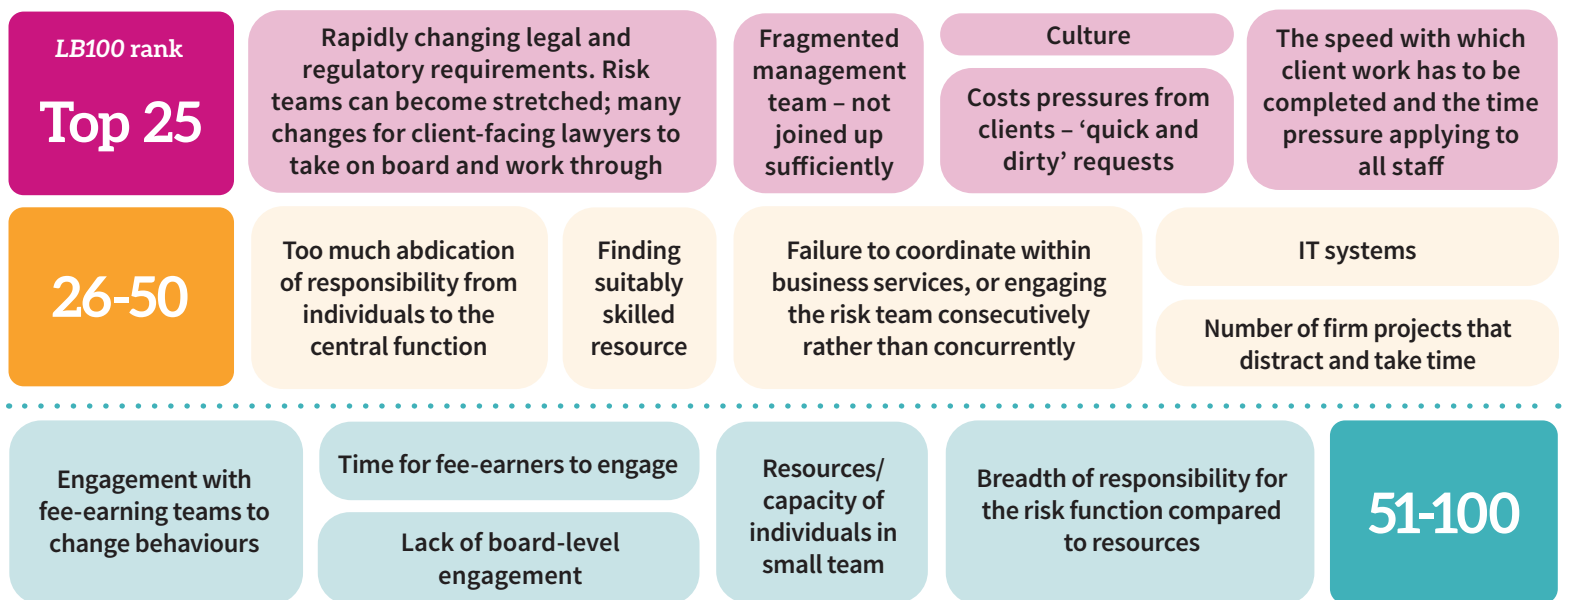 LB100 rank
Top 25
Rapidly changing legal and
regulatory requirements. Risk
teams can become stretched; many
changes for client-facing lawyers to
take on board and work through
Fragmented
management
team – not
joined up
sufficiently
Culture
Costs pressures from
clients – ‘quick and
dirty’ requests
The speed with which
client work has to be
completed and the time
pressure applying to
all staff
26-50
Too much abdication
of responsibility from
individuals to the
central function
Finding
suitably
skilled
resource
Failure to coordinate within
business services, or engaging
the risk team consecutively
rather than concurrently
IT systems
Number of firm projects that
distract and take time
Engagement with
fee-earning teams to
change behaviours
Time for fee-earners to engage
Lack of board-level
engagement
Resources/
capacity of
individuals in
small team
Breadth of responsibility for
the risk function compared
to resources
51-100